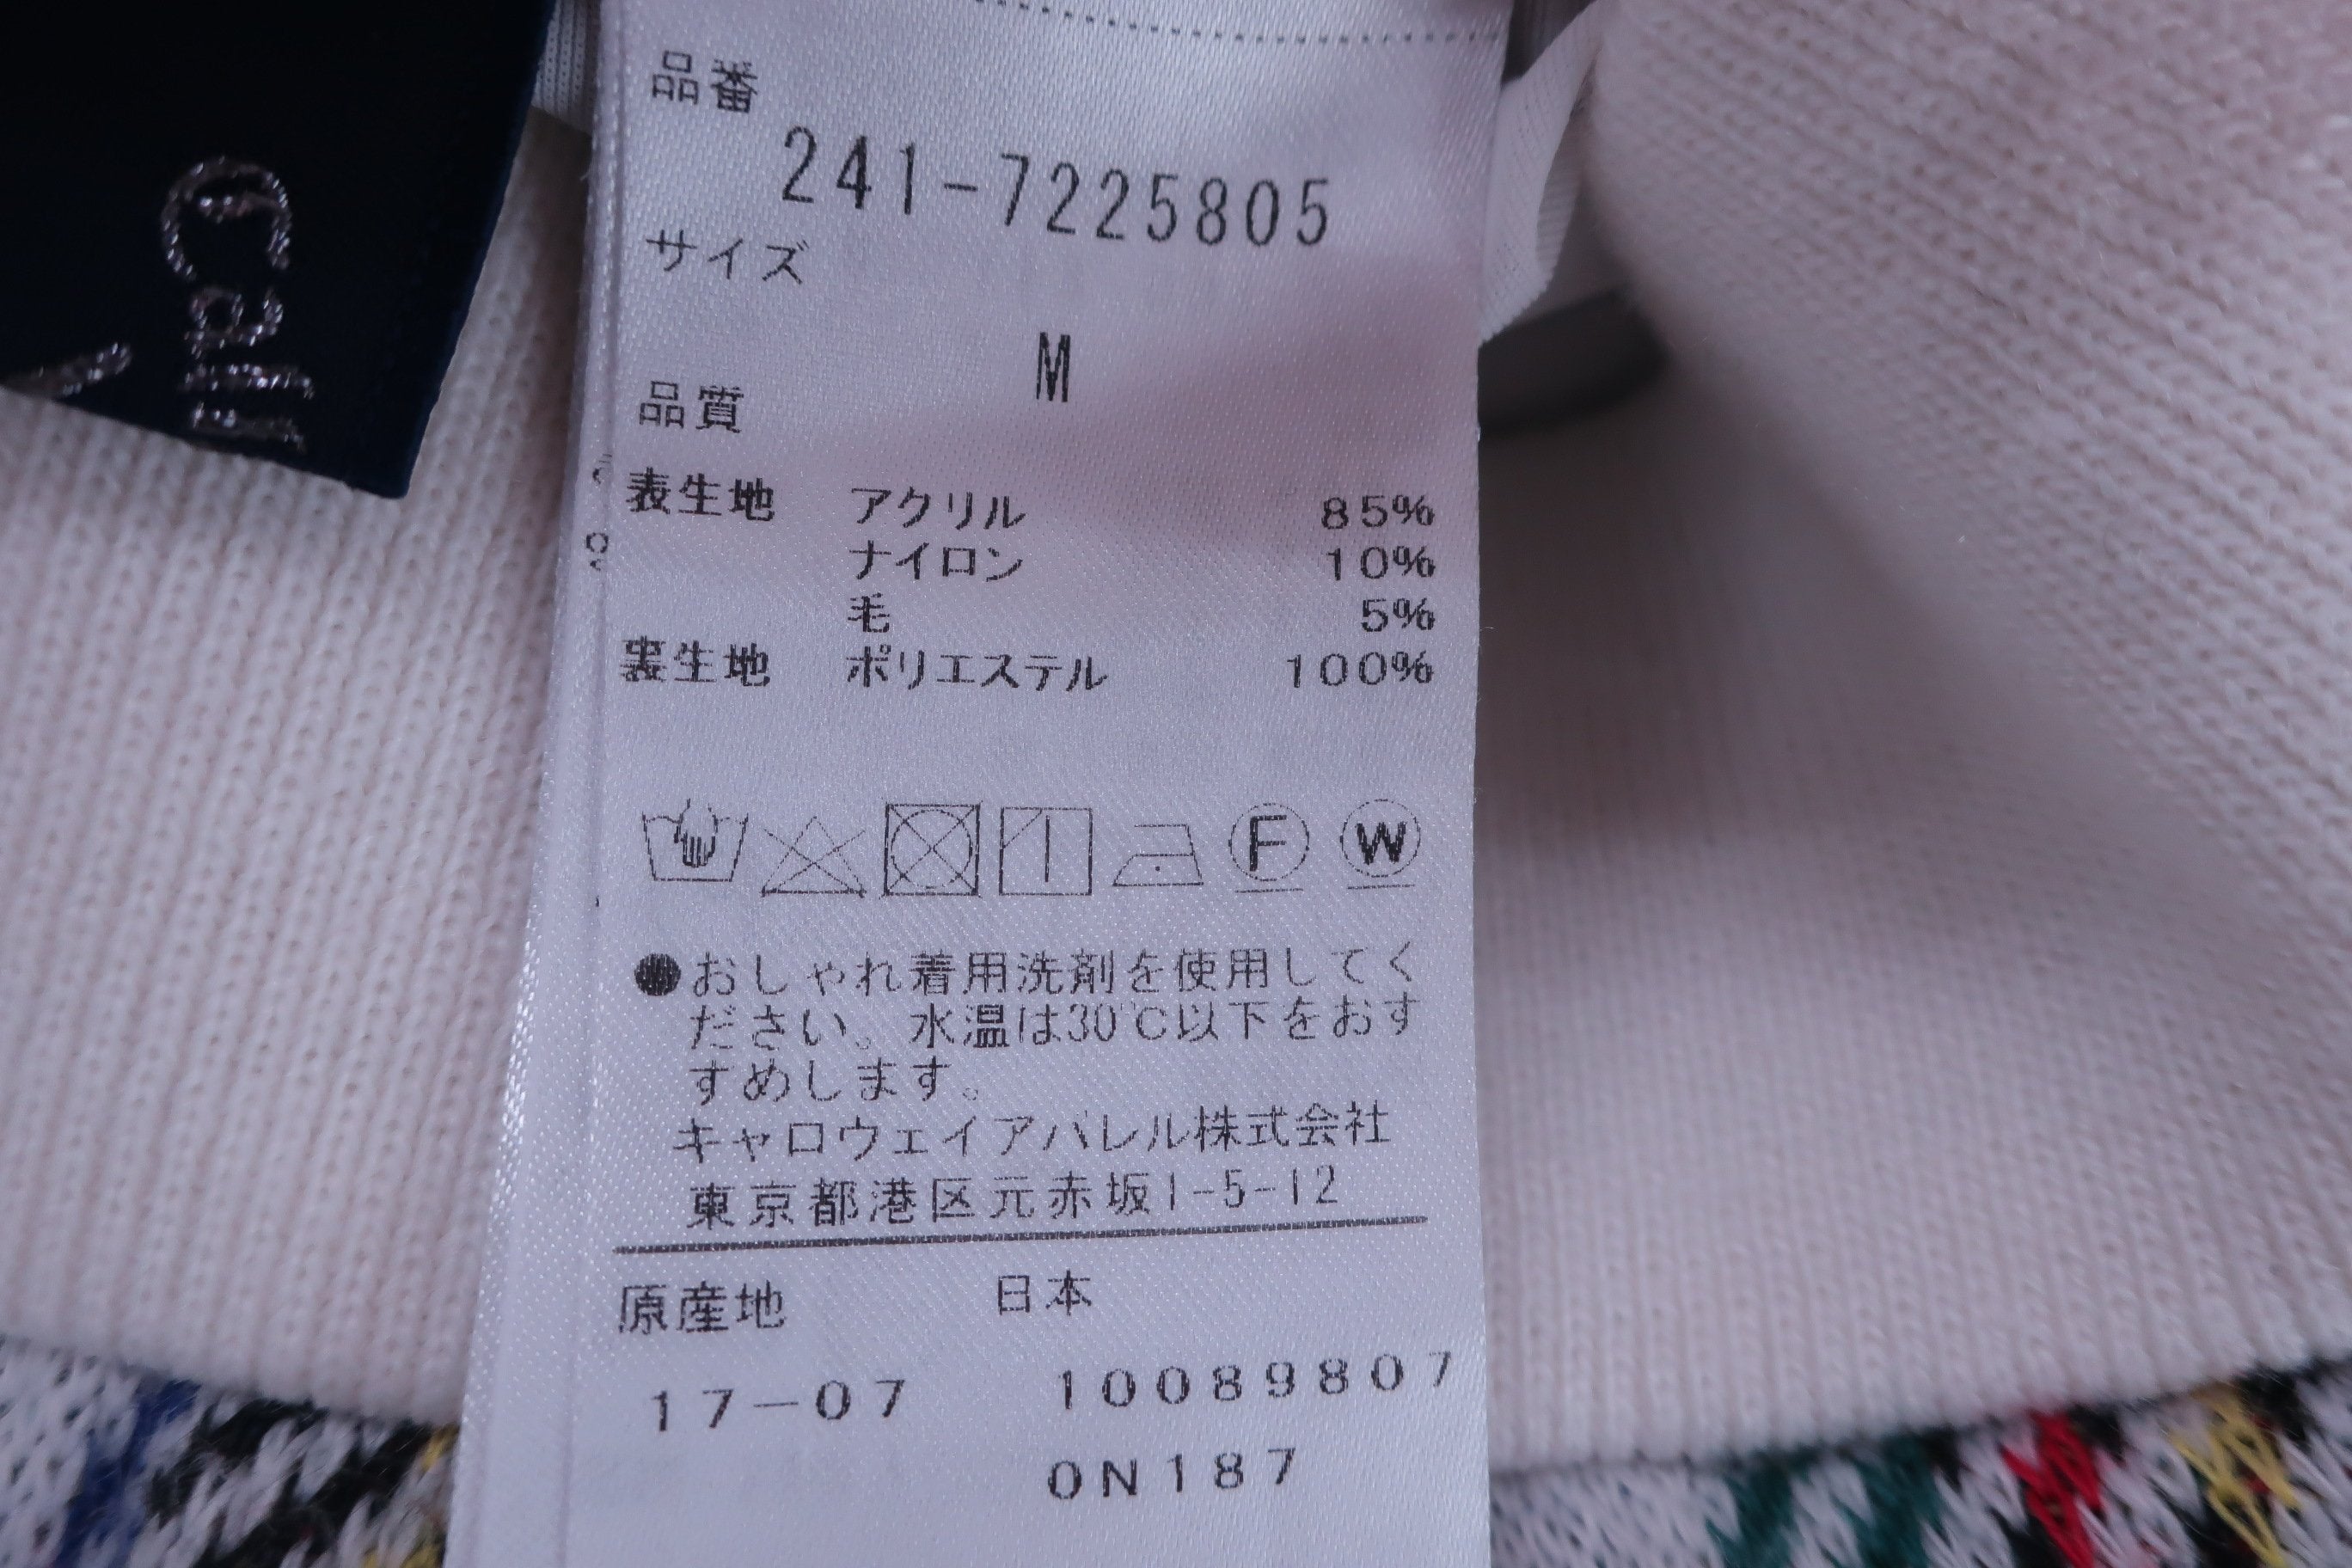 Call
品番
241-7225805
サイズ
M
品質
表生地 アクリル 85%
ナイロン 10%
毛 5%
裏生地 ポリエステル 100%
F W
●おしゃれ着用洗剤を使用してく
ださい。水温は30℃以下をおす
すめします。
キャロウェイアパレル株式会社
東京都港区元赤坂1-5-12
原産地 日本
17-07 10089807
0N187